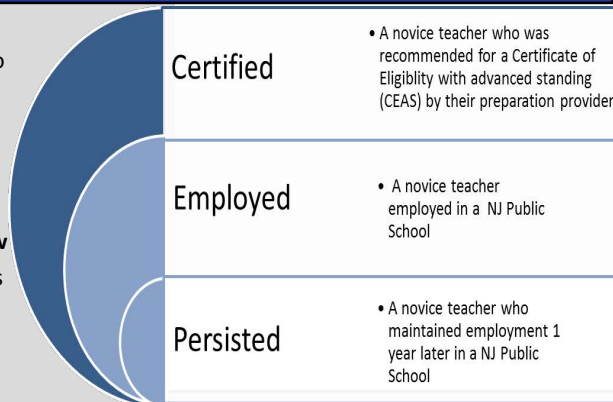 Certified
• A novice teacher who was
recommended for a Certificate of
Eligiblity with advanced standing
(CEAS) by their preparation provider
Employed
• A novice teacher
employed in a NJ Public
School
Persisted
• A novice teacher who
maintained employment 1
year later in a NJ Public
School